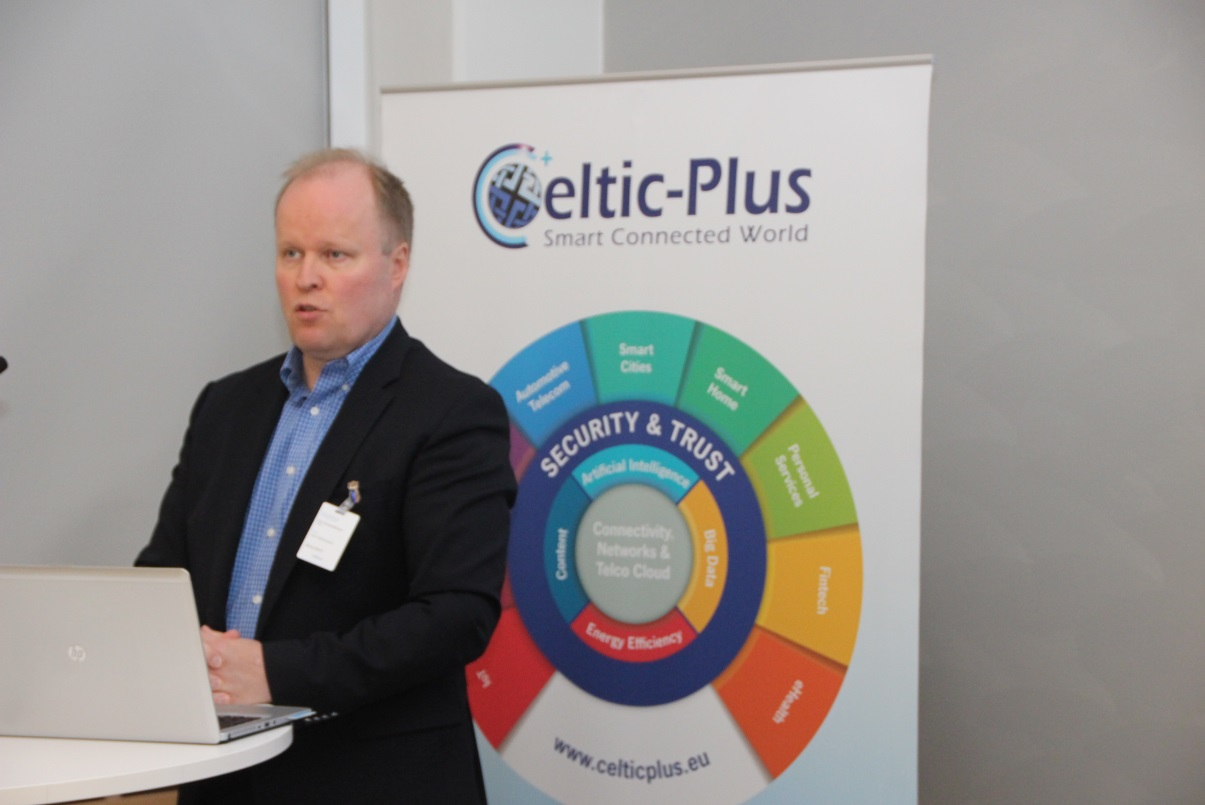 Celtic-Plus
Smart Connected World
Automotive
Telecom
Smart
Cities
Smart
Home
Personal
Services
Fintech
eHealth
IoT
SECURITY & TRUST
Artificial Intelligence
Big Data
Energy Efficiency
Content
Connectivity,
Networks &
Telco Cloud
www.celticplus.eu
hp